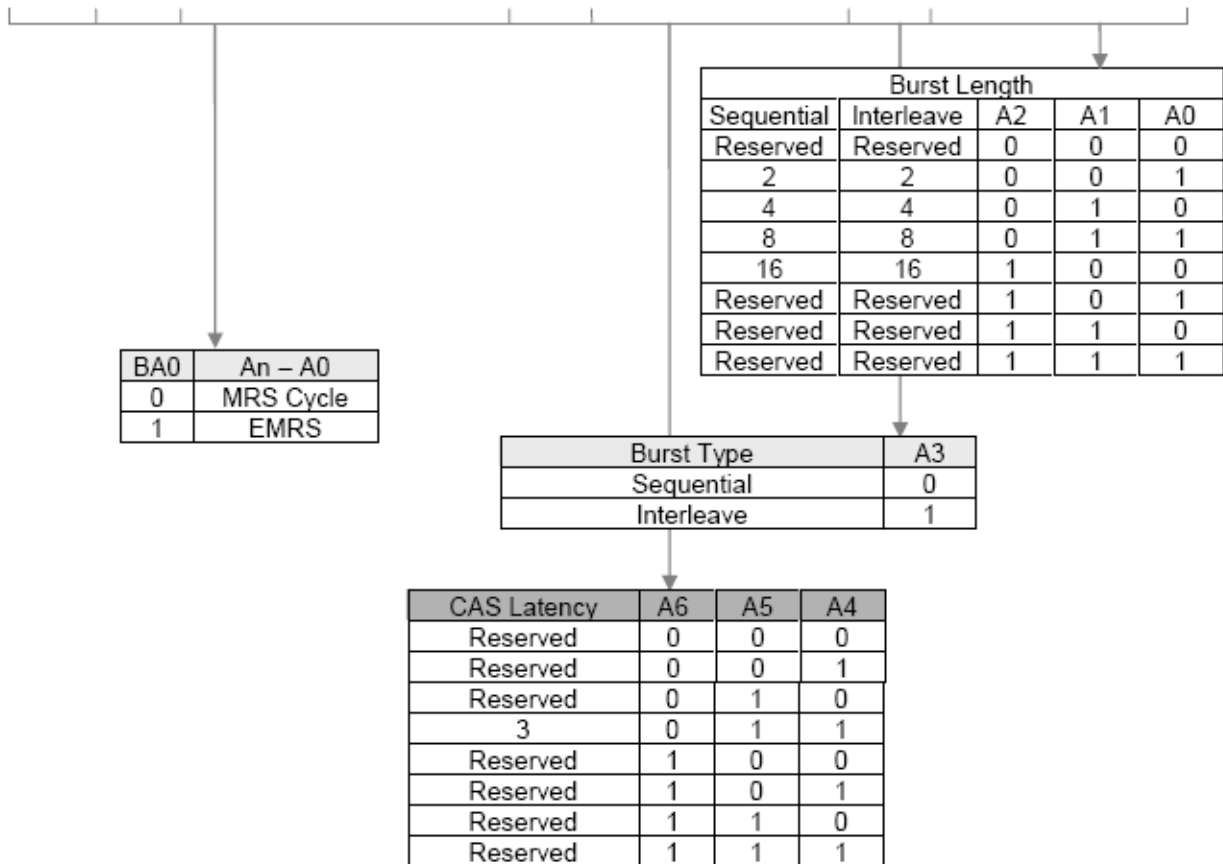 Burst Length
Sequential Interleave A2 A1 A0
Reserved Reserved 0 0 0
2 2 0 0 1
4 4 0 1 0
8 8 0 1 1
16 16 1 0 0
Reserved Reserved 1 0 1
Reserved Reserved 1 1 0
Reserved Reserved 1 1 1
BA0 An – A0
0 MRS Cycle
1 EMRS
Burst Type A3
Sequential 0
Interleave 1
CAS Latency A6 A5 A4
Reserved 0 0 0
Reserved 0 0 1
Reserved 0 1 0
3 0 1 1
Reserved 1 0 0
Reserved 1 0 1
Reserved 1 1 0
Reserved 1 1 1